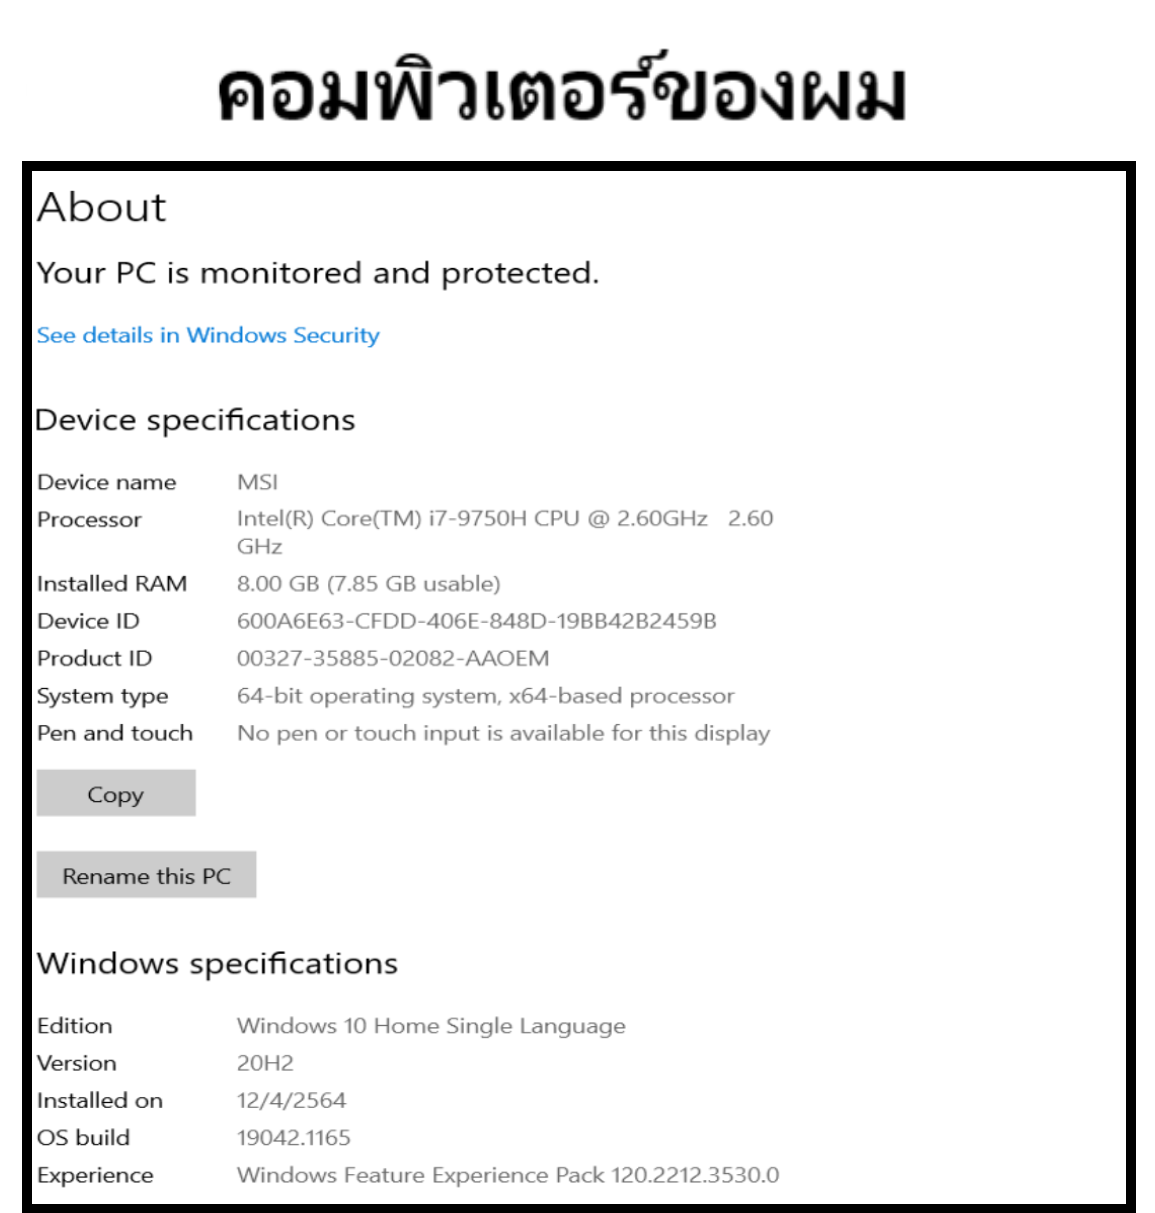 คอมพิวเตอร์ของผม
About
Your PC is monitored and protected.
See details in Windows Security
Device specifications
Device name MSI
Processor Intel(R) Core(TM) i7-9750H CPU @ 2.60GHz 2.60
GHz
Installed RAM 8.00 GB (7.85 GB usable)
Device ID 600A6E63-CFDD-406E-848D-19BB42B2459B
Product ID 00327-35885-02082-AAOEM
System type 64-bit operating system, x64-based processor
Pen and touch No pen or touch input is available for this display
Copy
Rename this PC
Windows specifications
Edition Windows 10 Home Single Language
Version 20H2
Installed on 12/4/2564
OS build 19042.1165
Experience Windows Feature Experience Pack 120.2212.3530.0